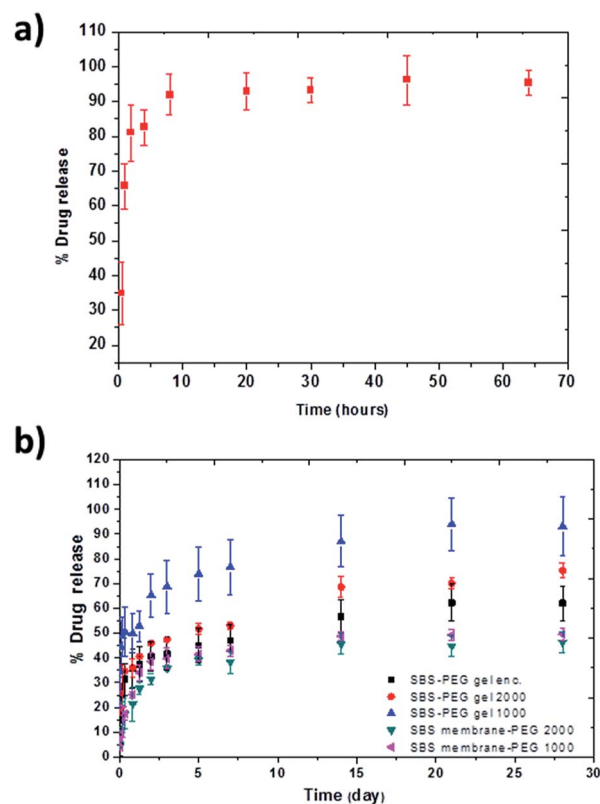 a)
100
90
80
70
60
50
40
30
20
% Drug release
0 10 20 30 40 50 60 70
Time (hours)
b)
120
110
100
90
80
70
60
50
40
30
20
10
0
% Drug release
SBS-PEG gel enc.
SBS-PEG gel 2000
SBS-PEG gel 1000
SBS membrane-PEG 2000
SBS membrane-PEG 1000
0 5 10 15 20 25 30
Time (day)